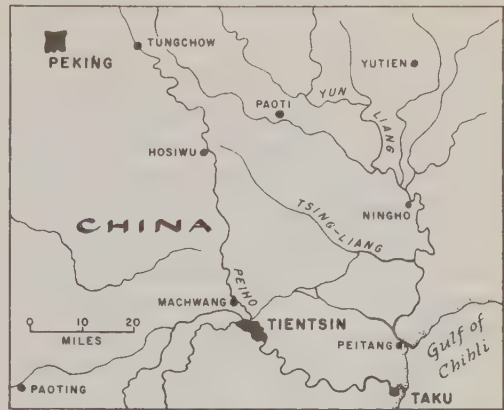 PEKING
TUNGCHOW
YUTIEN
YUN
LIANG
PAOTI
HOSIWU
NINGHO
CHINA
TSING-LIANG
PEIHO
MACHWANG
0 10 20
MILES
TIENTSIN
PEITANG
Gulf of
Chihli
PAOTING
TAKU